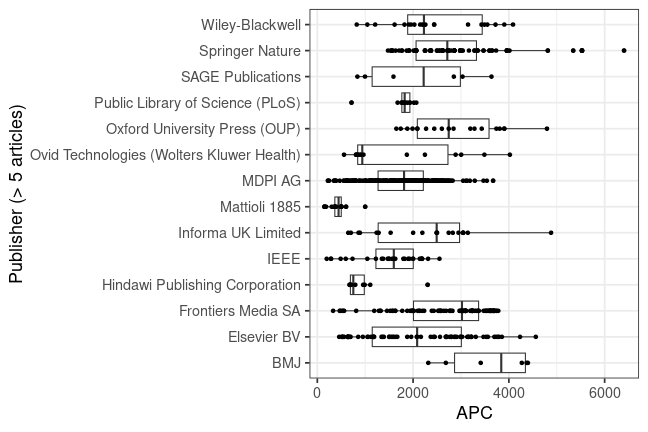 Publisher (> 5 articles)
Wiley-Blackwell
Springer Nature
SAGE Publications
Public Library of Science (PLoS)
Oxford University Press (OUP)
Ovid Technologies (Wolters Kluwer Health)
MDPI AG
Mattioli 1885
Informa UK Limited
IEEE
Hindawi Publishing Corporation
Frontiers Media SA
Elsevier BV
BMJ
0 2000 4000 6000
APC